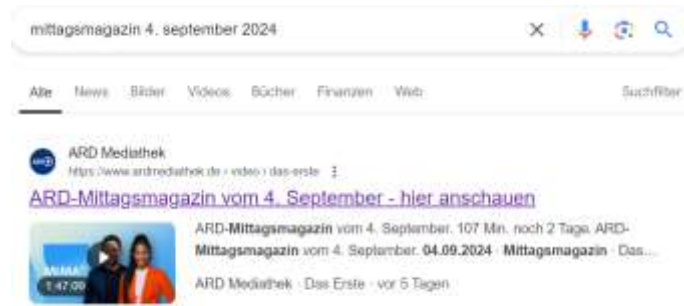 mittagsmagazin 4. september 2024
Alle News Bilder Videos Bücher Finanzen Web Suchfilter
ARD Mediathek
https://www.ardmediathek.de › video › das-erste
ARD-Mittagsmagazin vom 4. September - hier anschauen
ARD-Mittagsmagazin vom 4. September. 107 Min. noch 2 Tage. ARD-
Mittagsmagazin vom 4. September. 04.09.2024 · Mittagsmagazin · Das...
MIMA
1:47:00
ARD Mediathek · Das Erste · vor 5 Tagen